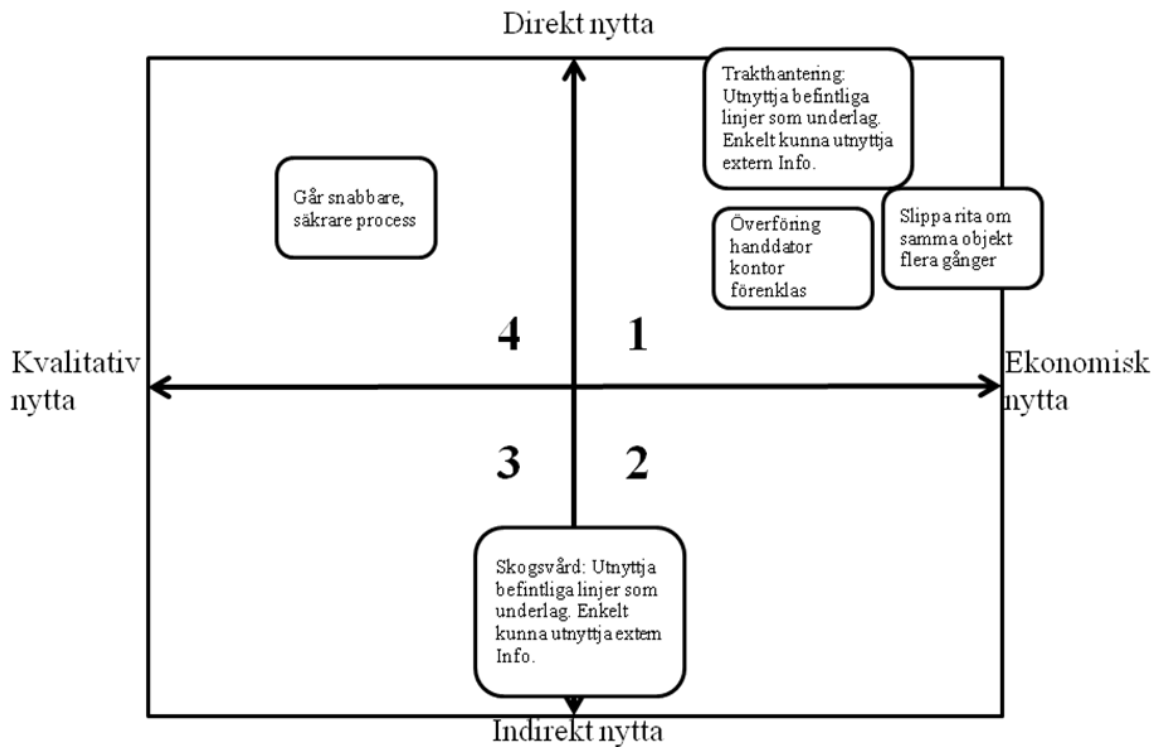 Direkt nytta
Trakthantering:
Utnyttja befintliga
linjer som underlag.
Enkelt kunna utnyttja
extern Info.
Går snabbare,
säkrare process
Överföring
handdator
kontor
förenklas
Slippa rita om
samma objekt
flera gånger
4
1
Kvalitativ
nytta
Ekonomisk
nytta
3
2
Skogsvård: Utnyttja
befintliga linjer som
underlag. Enkelt
kunna utnyttja extern
Info.
Indirekt nytta